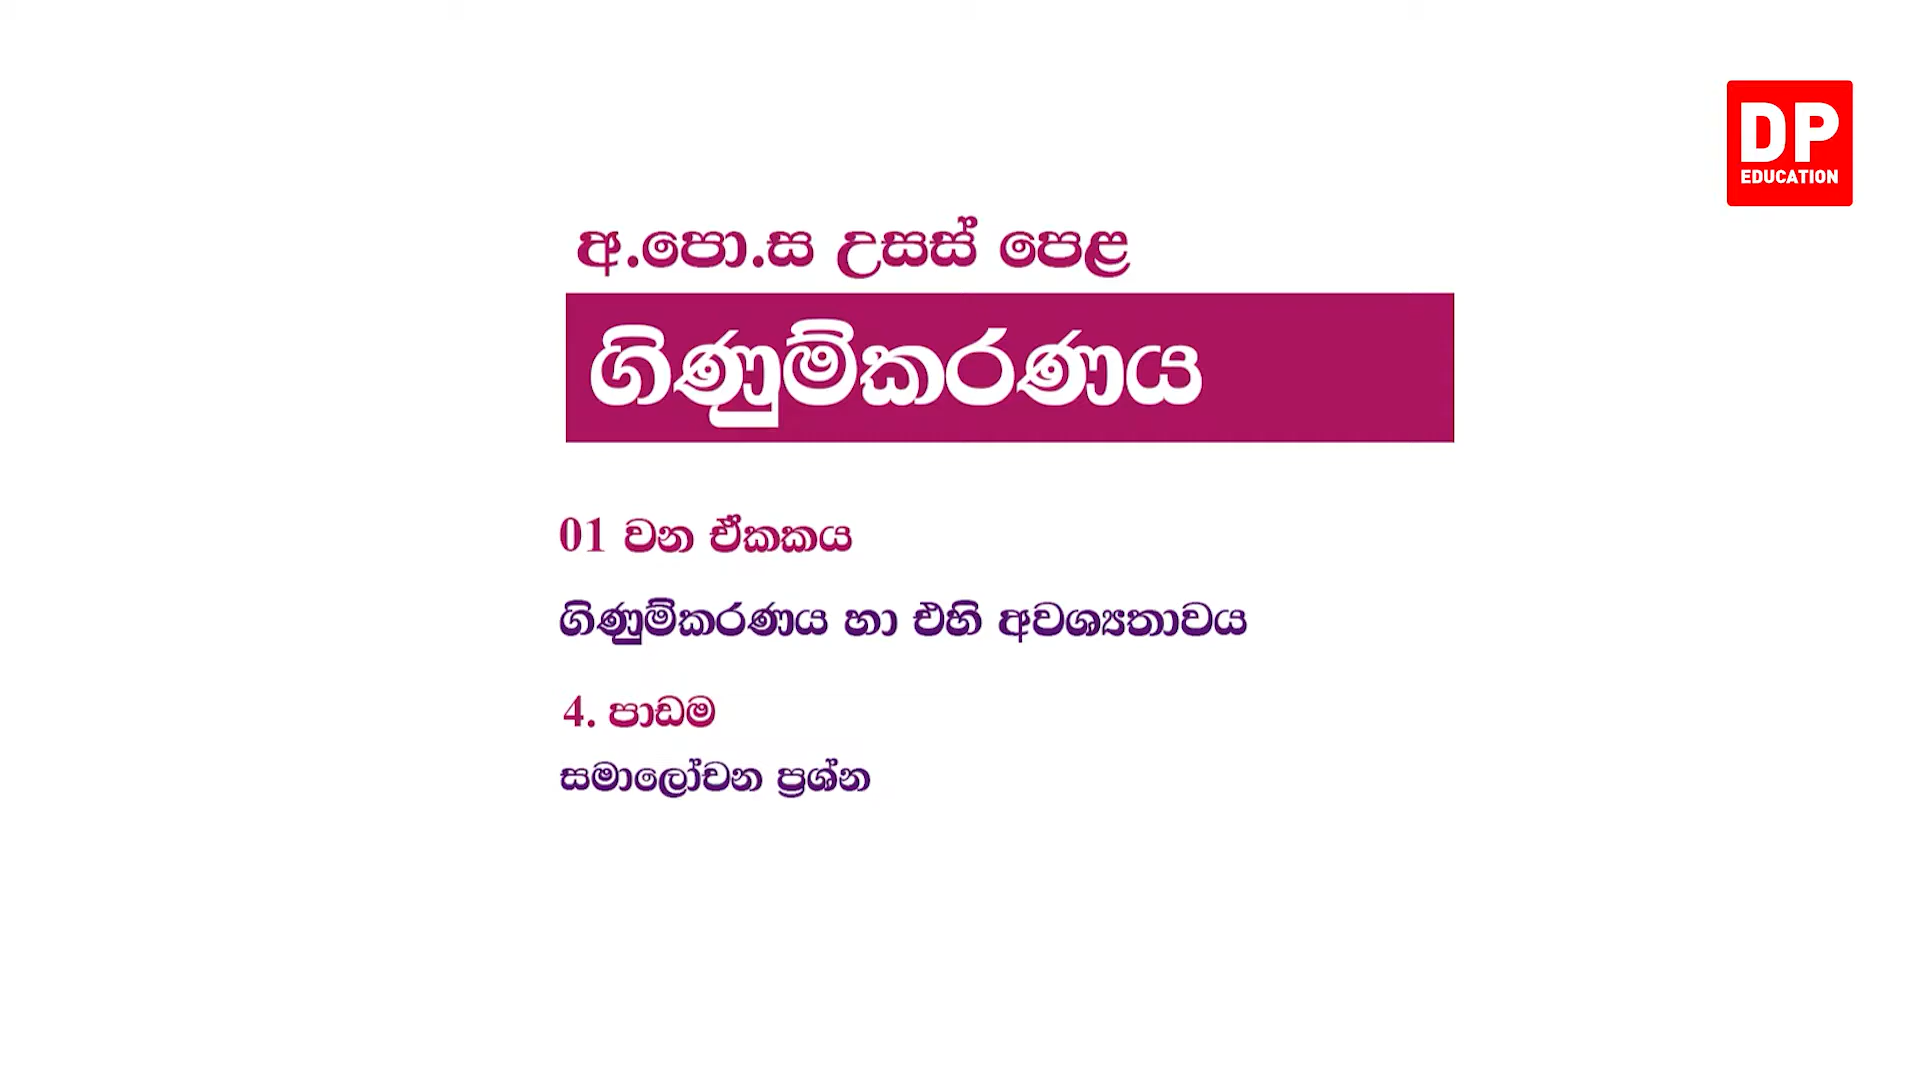 DP
EDUCATION
අ.පො.ස උසස් පෙළ
ගිණුම්කරණය
01 වන ඒකකය
ගිණුම්කරණය හා එහි අවශ්‍යතාවය
4. පාඩම
සමාලෝචන ප්‍රශ්න